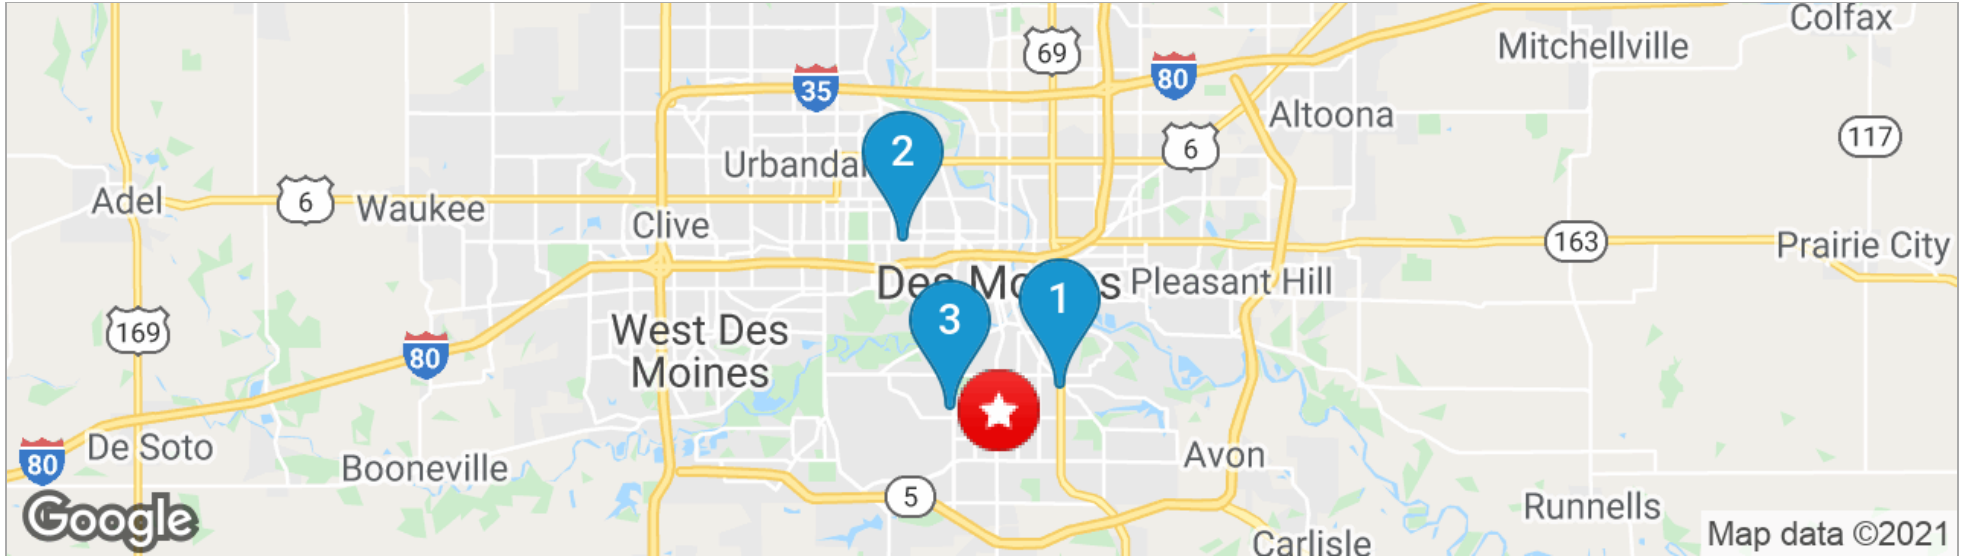 Colfax
Mitchellville
69
80
35
Altoona
117
6
2
Urbanda
Adel
6
Waukee
Clive
163
Prairie City
Des Mo s
Pleasant Hill
1
3
169
West Des
Moines
80
De Soto
80
Booneville
Avon
5
Runnells
Google
Map data ©2021
Carlisle